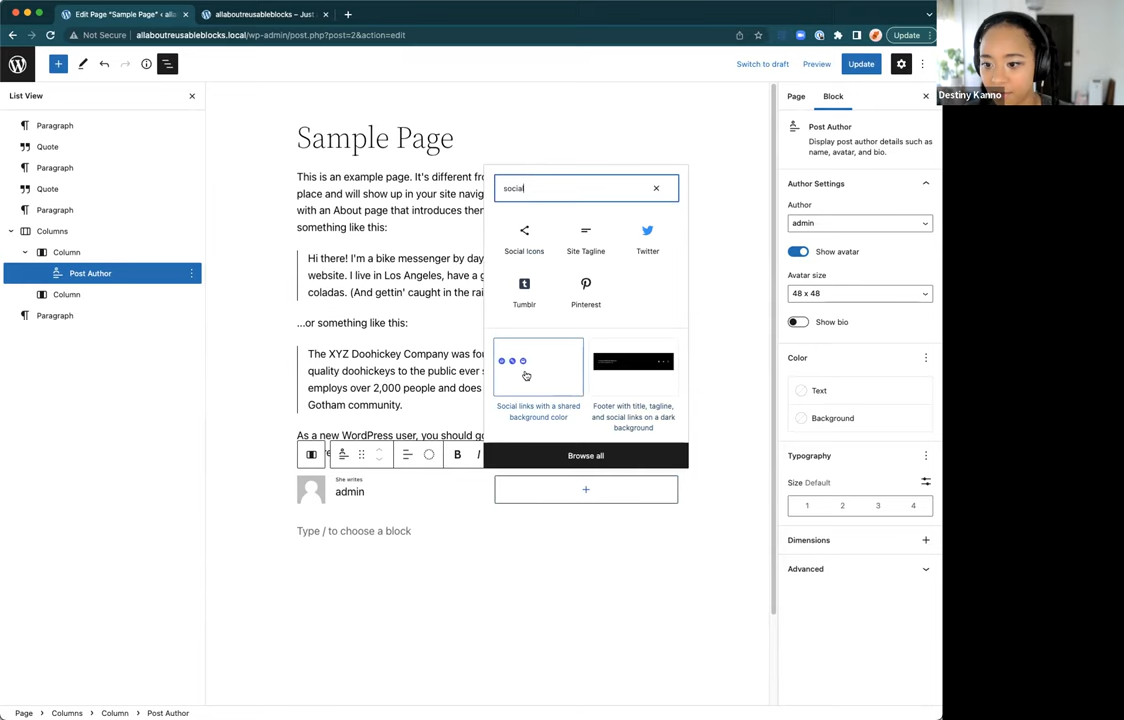 Edit Page “Sample Page” ‹ alla
allaboutreusableblocks – Just
Not Secure
allaboutreusableblocks.local/wp-admin/post.php?post=2&action=edit
Update
Switch to draft
Preview
Update
Destiny Kanno
List View
Page
Block
Paragraph
Quote
Paragraph
Quote
Paragraph
Columns
Column
Post Author
Column
Paragraph
Sample Page
This is an example page. It's different fr
place and will show up in your site navig
with an About page that introduces then
something like this:
Hi there! I'm a bike messenger by day
website. I live in Los Angeles, have a g
coladas. (And gettin' caught in the rai
...or something like this:
The XYZ Doohickey Company was fou
quality doohickeys to the public ever s
employs over 2,000 people and does
Gotham community.
As a new WordPress user, you should go
B
I
She writes
admin
Type / to choose a block
social
Social Icons
Site Tagline
Twitter
Tumblr
Pinterest
Social links with a shared
background color
Footer with title, tagline,
and social links on a dark
background
Browse all
Post Author
Display post author details such as
name, avatar, and bio.
Author Settings
Author
admin
Show avatar
Avatar size
48 x 48
Show bio
Color
Text
Background
Typography
Size Default
1 2 3 4
Dimensions
Advanced
Page > Columns > Column > Post Author